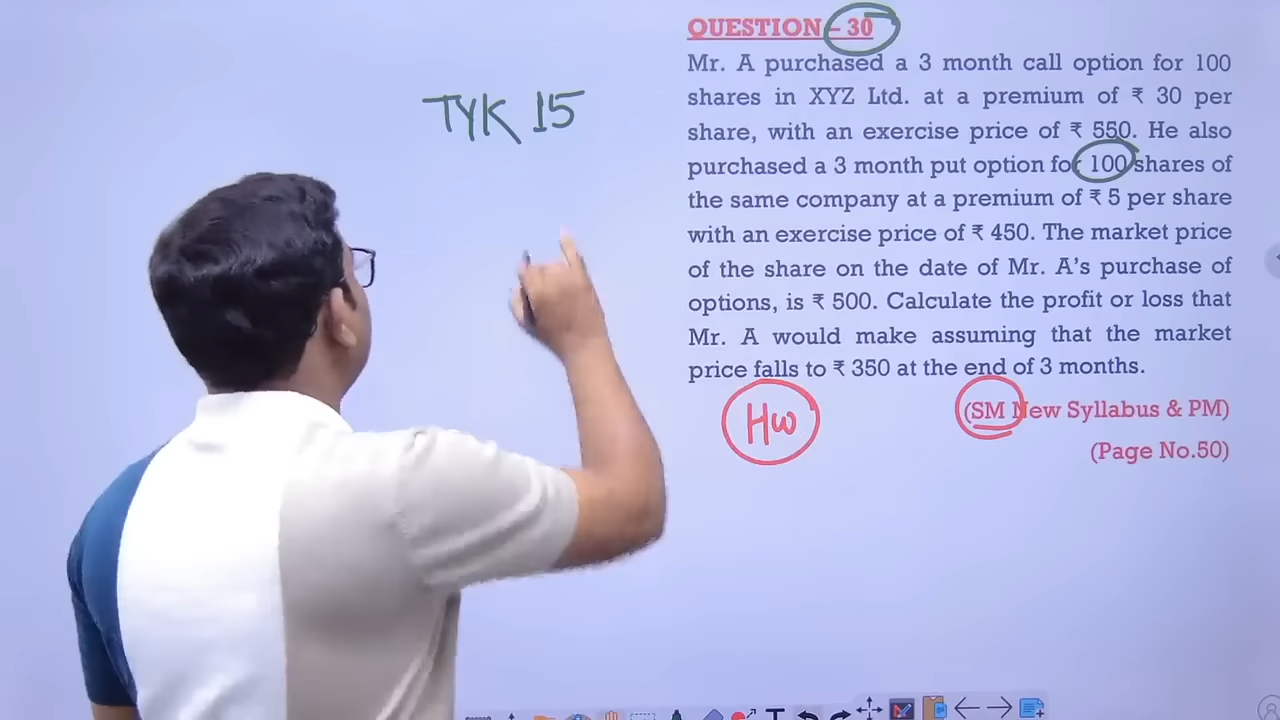 QUESTION - 30
Mr. A purchased a 3 month call option for 100
shares in XYZ Ltd. at a premium of ₹ 30 per
share, with an exercise price of ₹ 550. He also
purchased a 3 month put option for 100 shares of
the same company at a premium of ₹ 5 per share
with an exercise price of ₹ 450. The market price
of the share on the date of Mr. A's purchase of
options, is ₹ 500. Calculate the profit or loss that
Mr. A would make assuming that the market
price falls to ₹ 350 at the end of 3 months.
(SM New Syllabus & PM)
(Page No.50)
TYK 15
Hw